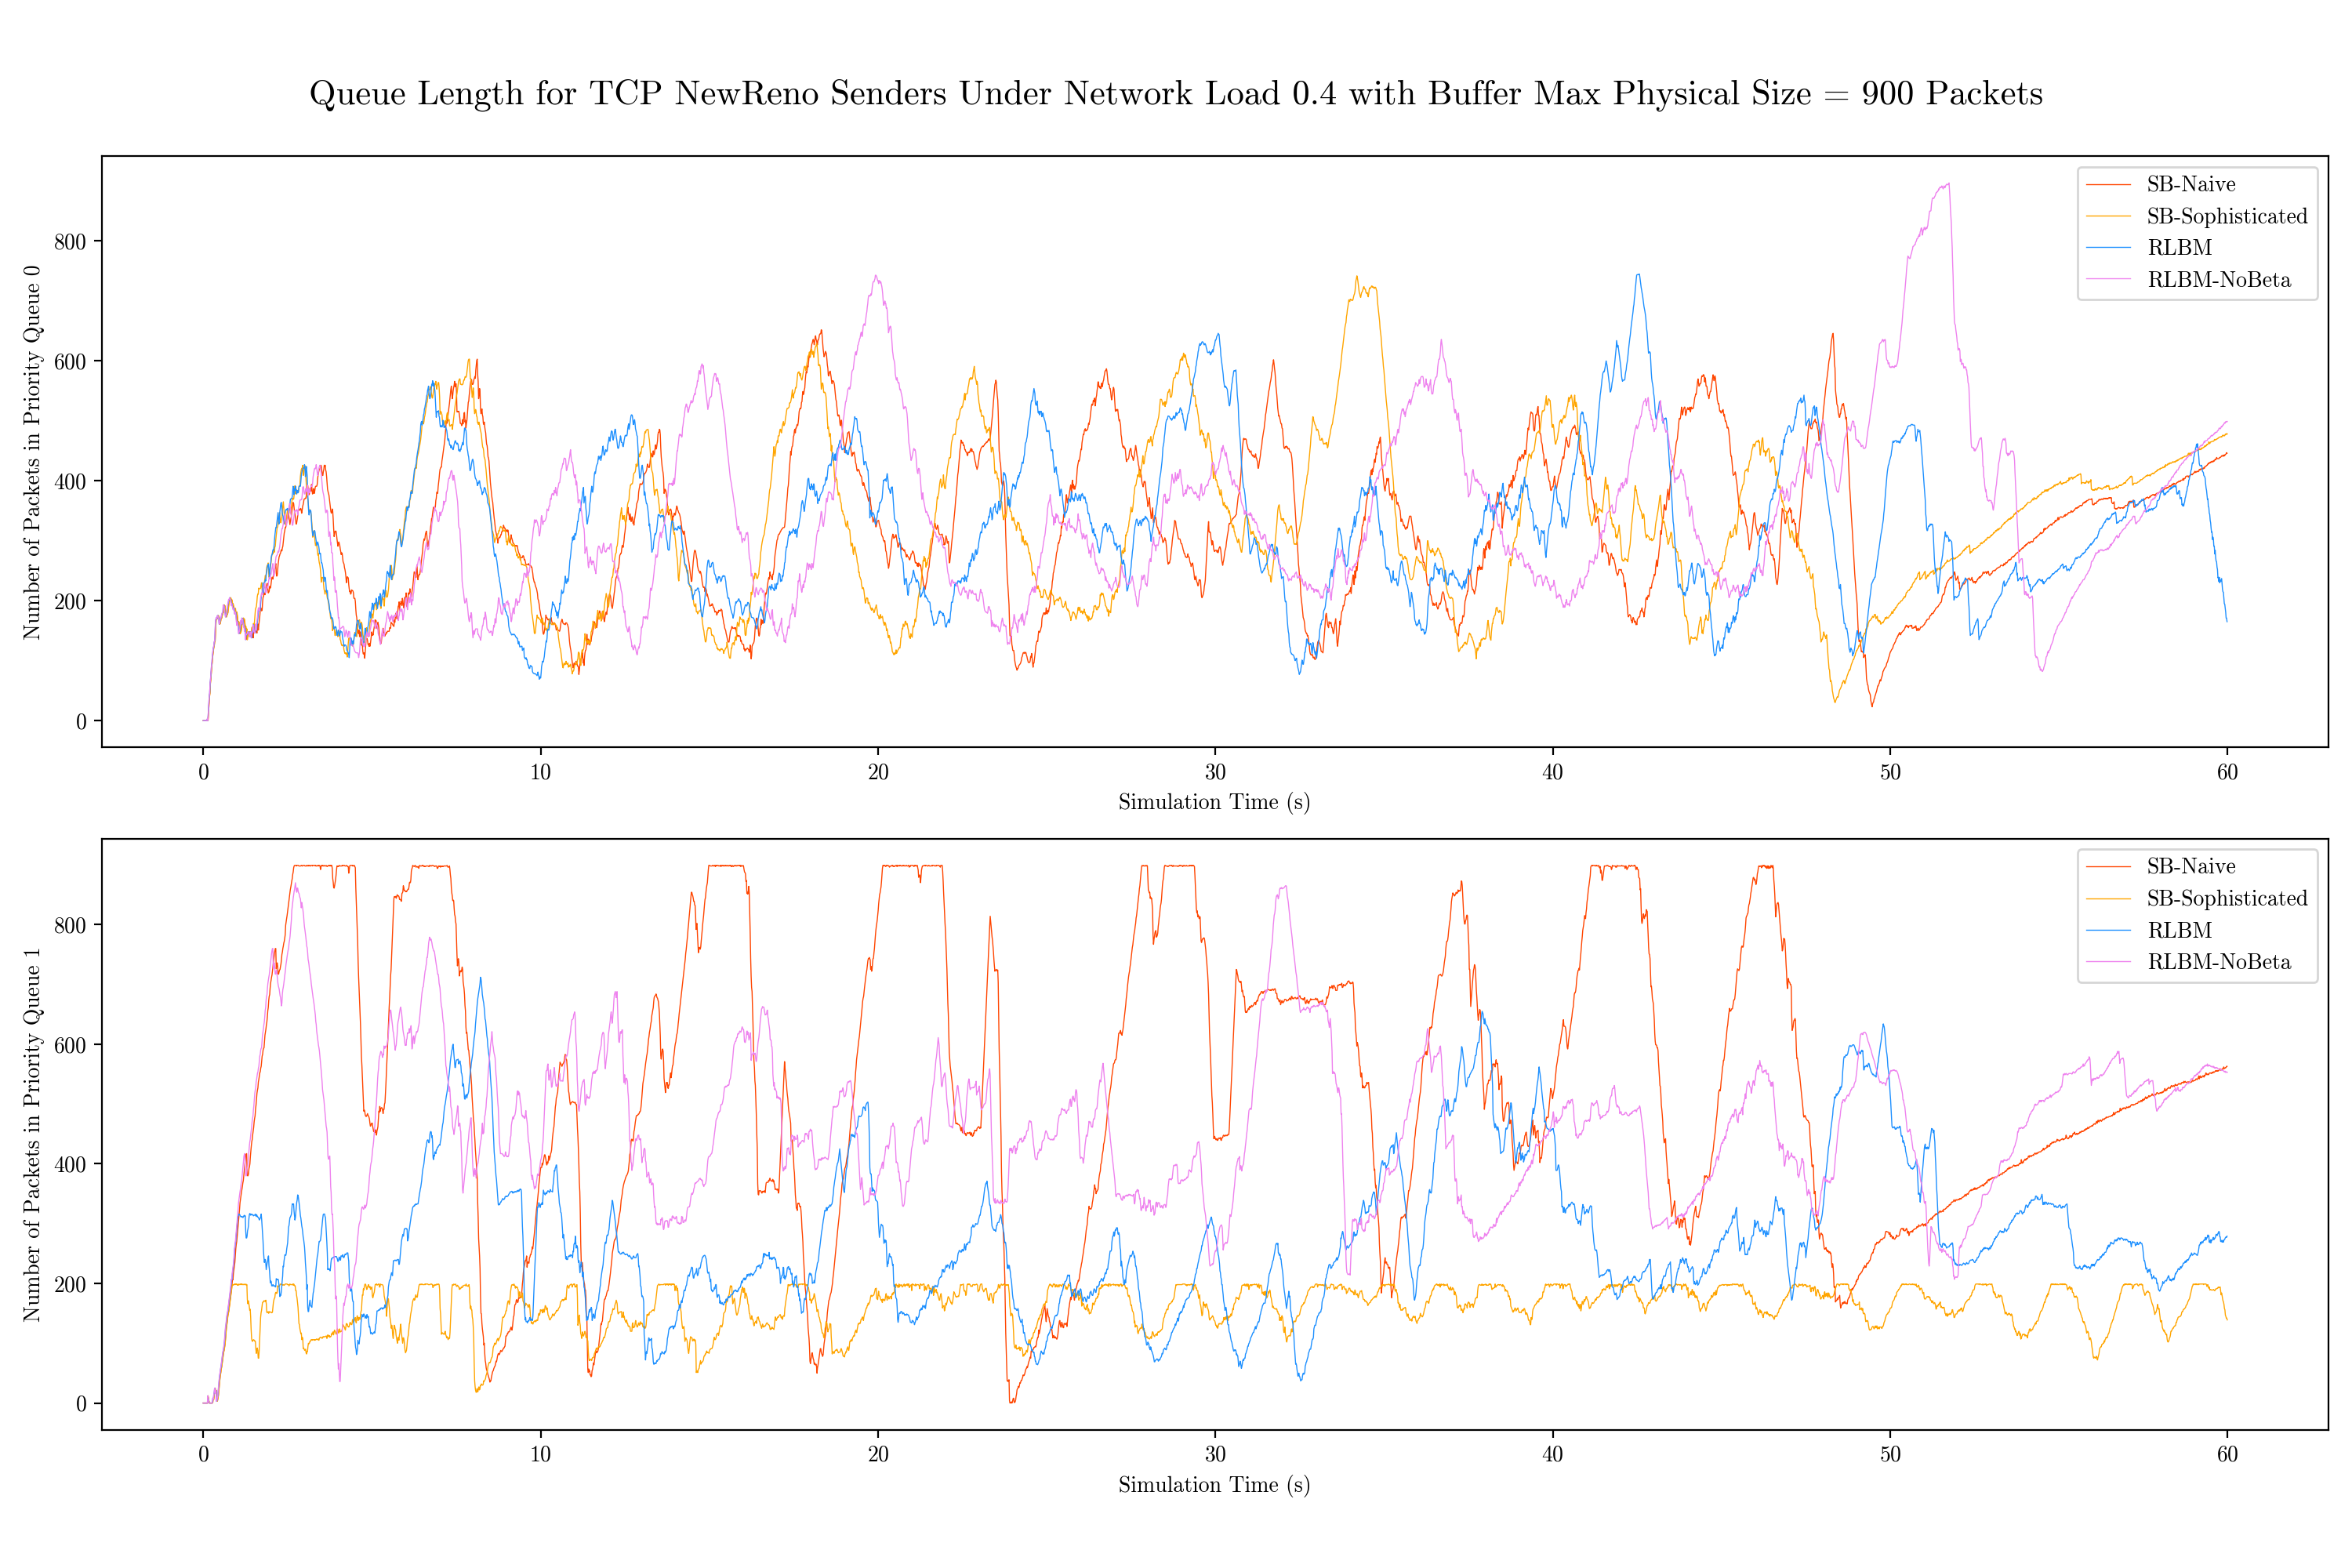 Queue Length for TCP NewReno Senders Under Network Load 0.4 with Buffer Max Physical Size = 900 Packets
Number of Packets in Priority Queue 0
800
600
400
200
0
SB-Naive
SB-Sophisticated
RLBM
RLBM-NoBeta
0 10 20 30 40 50 60
Simulation Time (s)
Number of Packets in Priority Queue 1
800
600
400
200
0
SB-Naive
SB-Sophisticated
RLBM
RLBM-NoBeta
0 10 20 30 40 50 60
Simulation Time (s)